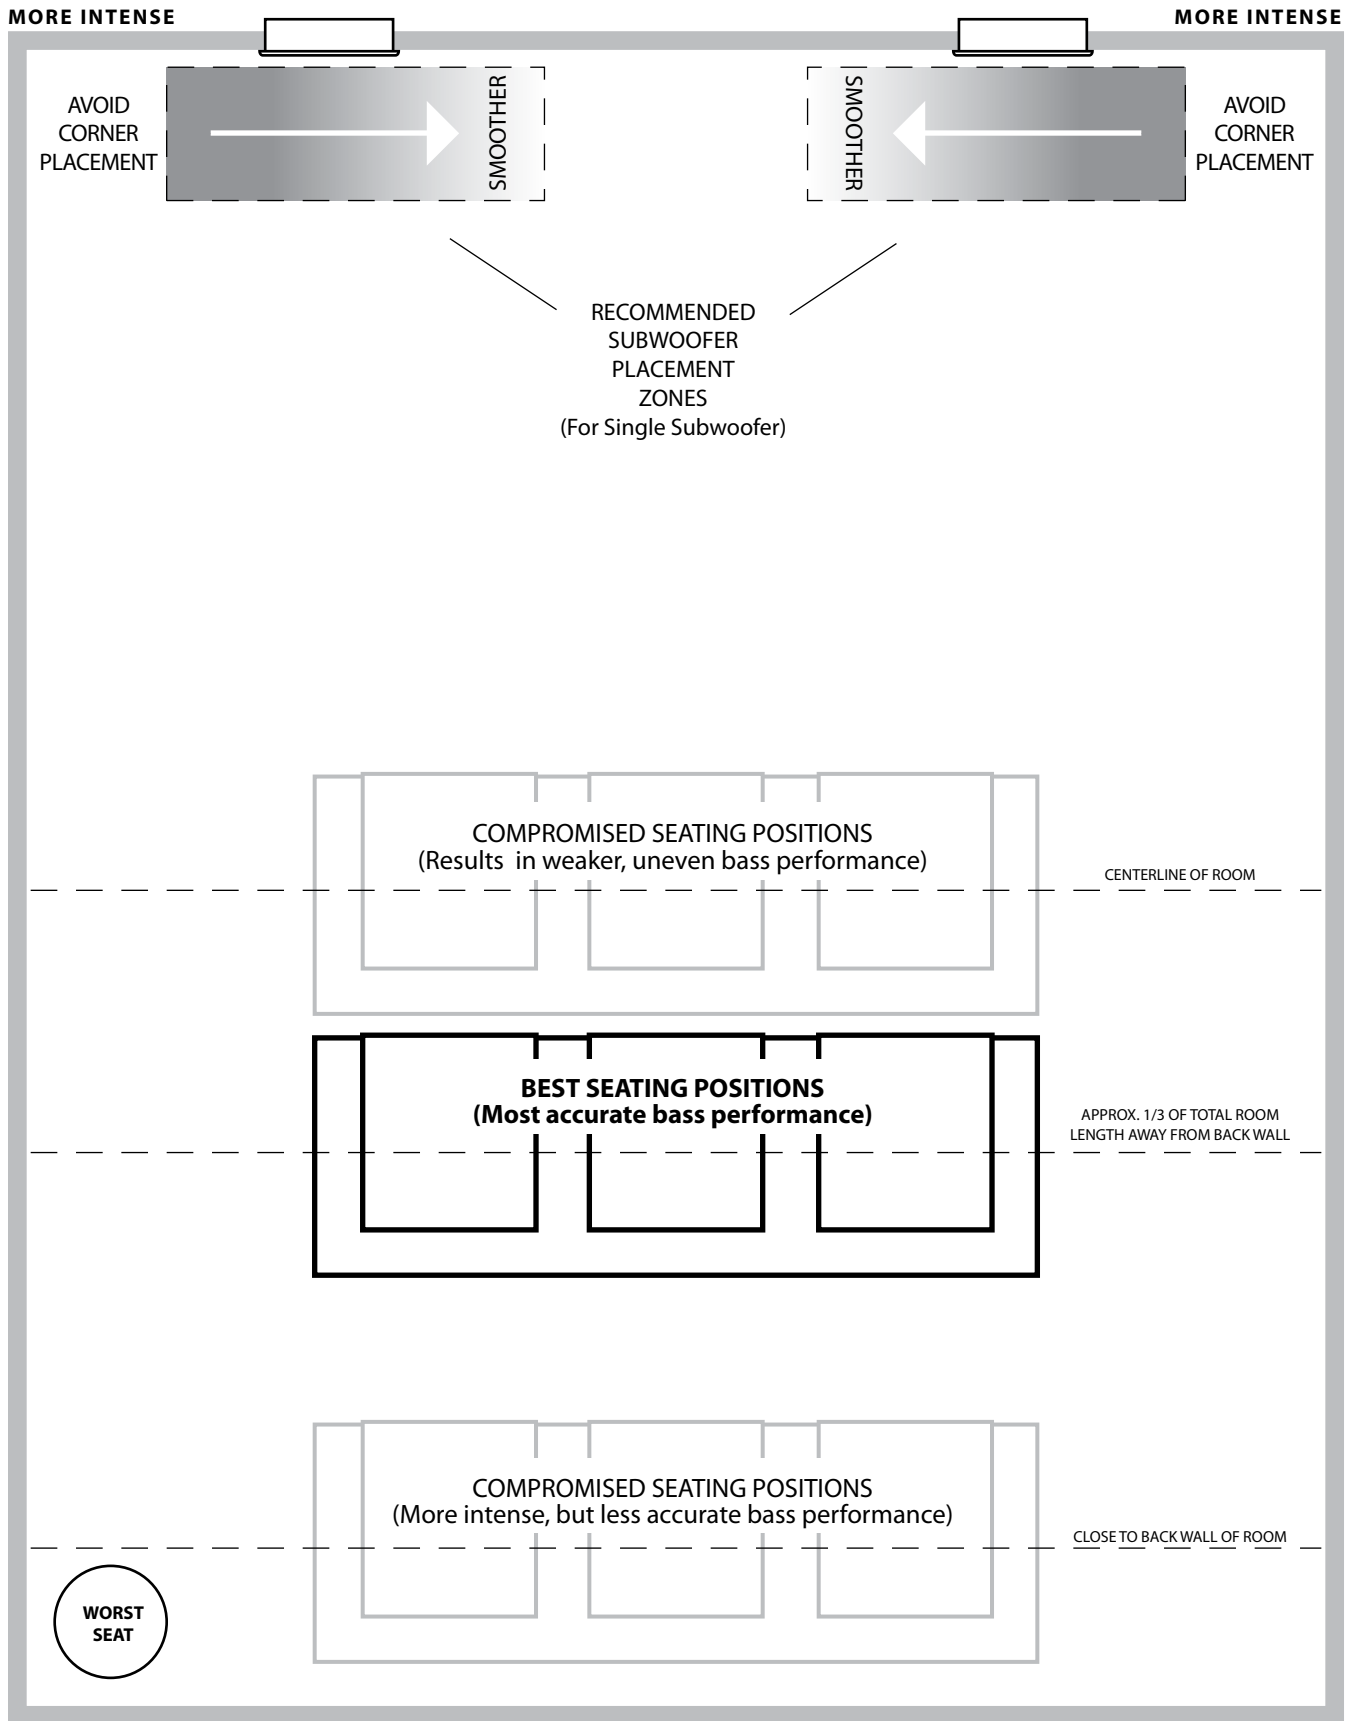 MORE INTENSE
MORE INTENSE
AVOID
CORNER
PLACEMENT
SMOOTHER
SMOOTHER
AVOID
CORNER
PLACEMENT
RECOMMENDED
SUBWOOFER
PLACEMENT
ZONES
(For Single Subwoofer)
COMPROMISED SEATING POSITIONS
(Results in weaker, uneven bass performance)
CENTERLINE OF ROOM
BEST SEATING POSITIONS
(Most accurate bass performance)
APPROX. 1/3 OF TOTAL ROOM
LENGTH AWAY FROM BACK WALL
COMPROMISED SEATING POSITIONS
(More intense, but less accurate bass performance)
CLOSE TO BACK WALL OF ROOM
WORST
SEAT